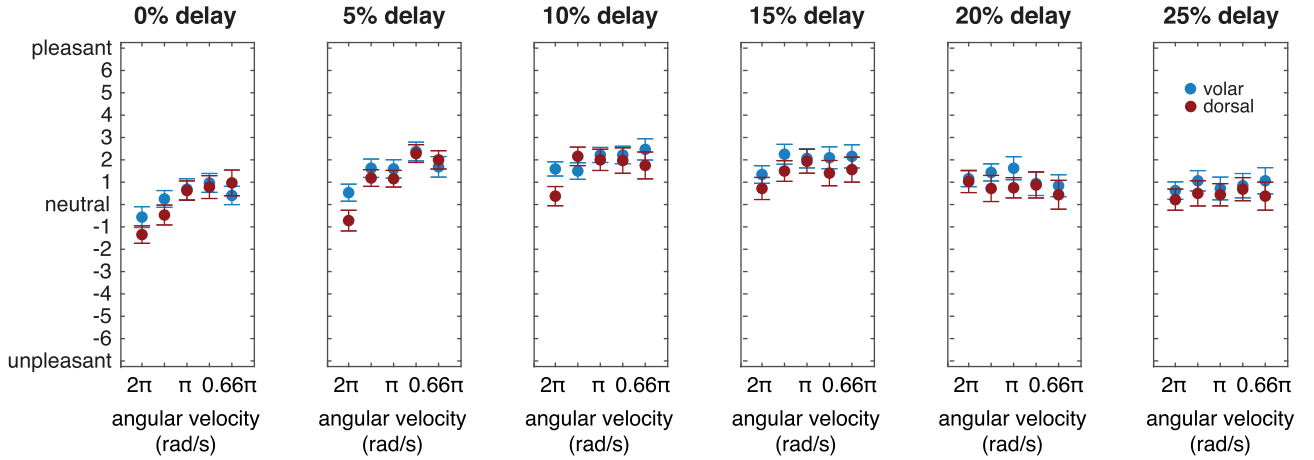 0% delay
5% delay
10% delay
15% delay
20% delay
25% delay
pleasant
6
5
4
3
2
1
neutral
-1
-2
-3
-4
-5
-6
unpleasant
volar
dorsal
2π π 0.66π
2π π 0.66π
2π π 0.66π
2π π 0.66π
2π π 0.66π
2π π 0.66π
angular velocity
(rad/s)
angular velocity
(rad/s)
angular velocity
(rad/s)
angular velocity
(rad/s)
angular velocity
(rad/s)
angular velocity
(rad/s)